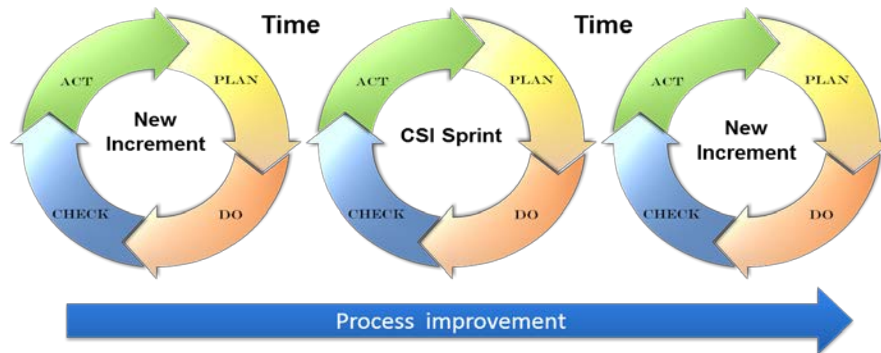 Time
Time
ACT
PLAN
New
Increment
CHECK
DO
ACT
PLAN
CSI Sprint
CHECK
DO
ACT
PLAN
New
Increment
CHECK
DO
Process improvement